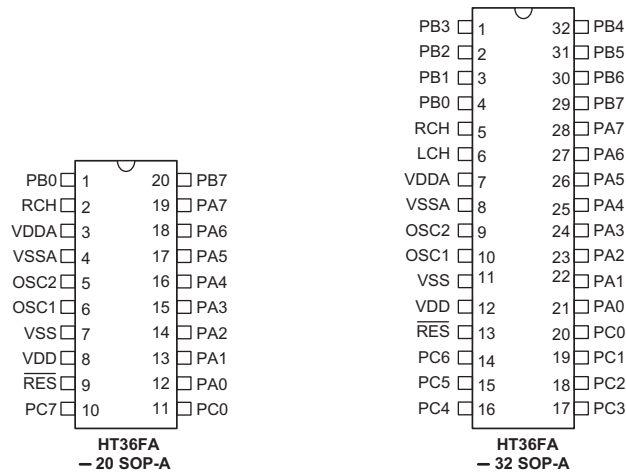 PB0 1 20 PB7
RCH 2 19 PA7
VDDA 3 18 PA6
VSSA 4 17 PA5
OSC2 5 16 PA4
OSC1 6 15 PA3
VSS 7 14 PA2
VDD 8 13 PA1
RES 9 12 PA0
PC7 10 11 PC0
HT36FA
– 20 SOP-A
PB3 1 32 PB4
PB2 2 31 PB5
PB1 3 30 PB6
PB0 4 29 PB7
RCH 5 28 PA7
LCH 6 27 PA6
VDDA 7 26 PA5
VSSA 8 25 PA4
OSC2 9 24 PA3
OSC1 10 23 PA2
VSS 11 22 PA1
VDD 12 21 PA0
RES 13 20 PC0
PC6 14 19 PC1
PC5 15 18 PC2
PC4 16 17 PC3
HT36FA
– 32 SOP-A